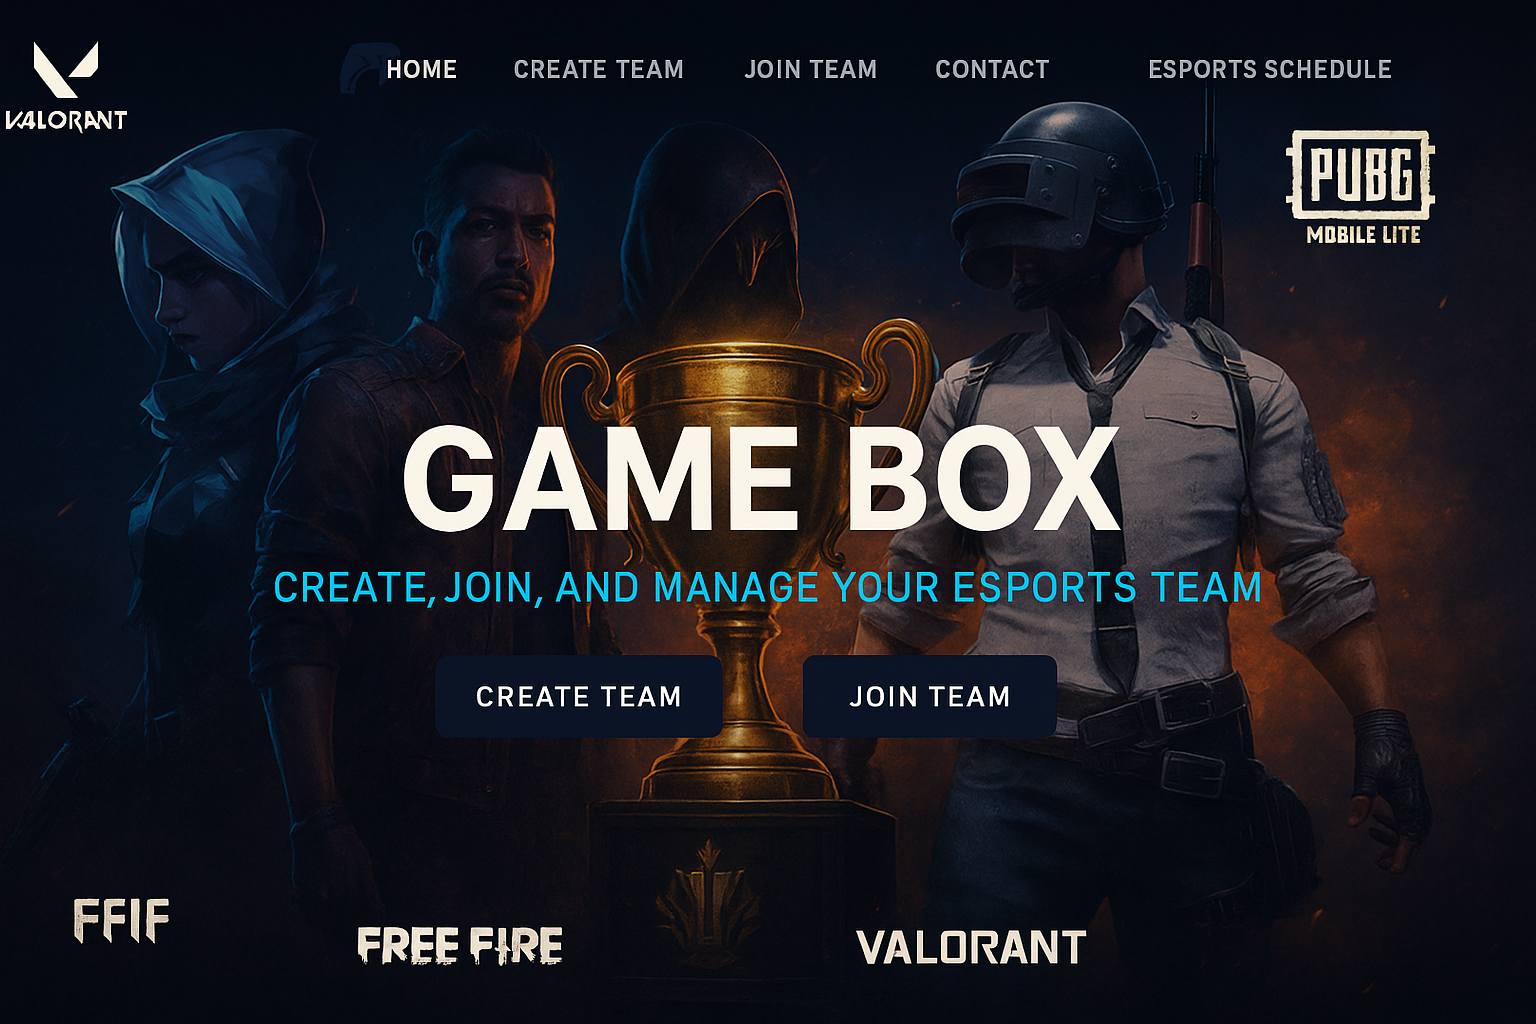 HOME CREATE TEAM JOIN TEAM CONTACT ESPORTS SCHEDULE
VALORANT
PUBG
MOBILE LITE
GAME BOX
CREATE, JOIN, AND MANAGE YOUR ESPORTS TEAM
CREATE TEAM JOIN TEAM
FFIF
FREE FIRE
VALORANT